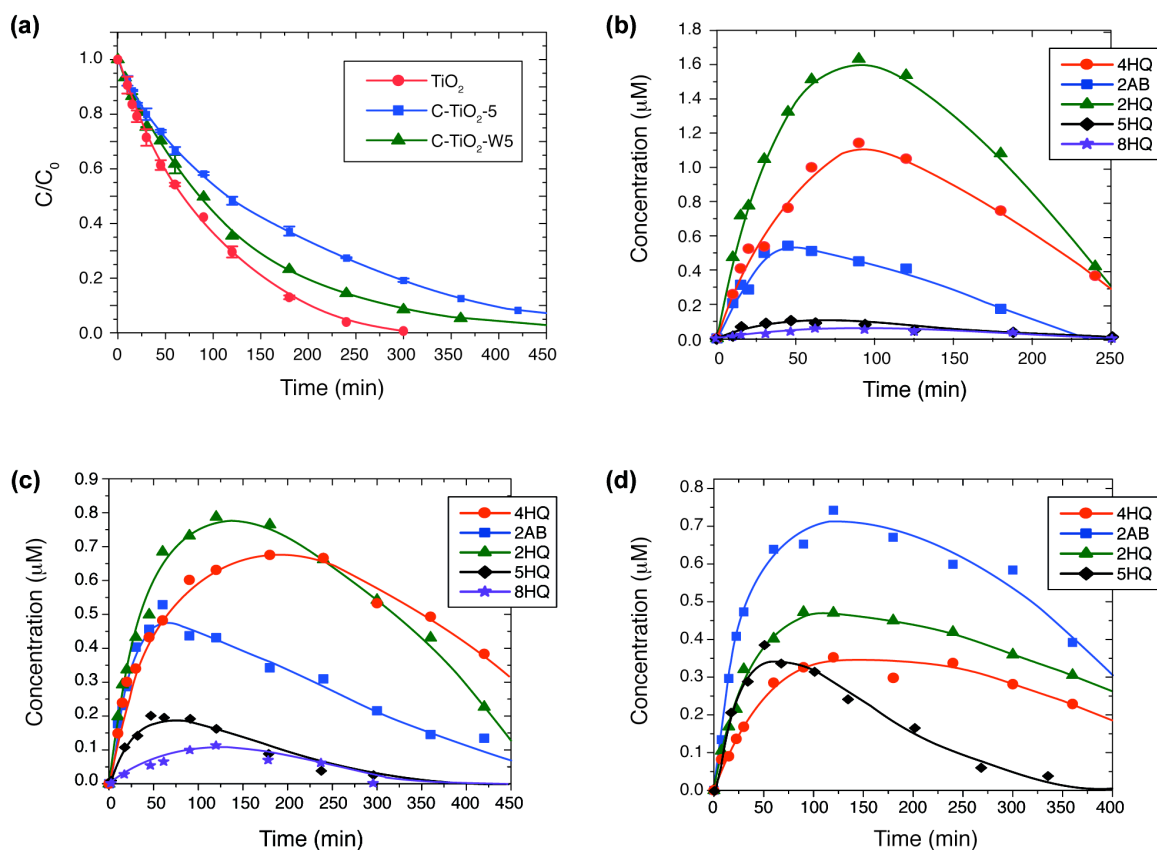 (a)
C/C0
1.0
0.8
0.6
0.4
0.2
0.0
0 50 100 150 200 250 300 350 400 450
Time (min)
TiO2
C-TiO2-5
C-TiO2-W5
(b)
Concentration (μM)
1.8
1.6
1.4
1.2
1.0
0.8
0.6
0.4
0.2
0.0
0 50 100 150 200 250
Time (min)
4HQ
2AB
2HQ
5HQ
8HQ
(c)
Concentration (μM)
0.9
0.8
0.7
0.6
0.5
0.4
0.3
0.2
0.1
0.0
0 50 100 150 200 250 300 350 400 450
Time (min)
4HQ
2AB
2HQ
5HQ
8HQ
(d)
Concentration (μM)
0.8
0.7
0.6
0.5
0.4
0.3
0.2
0.1
0.0
0 50 100 150 200 250 300 350 400
Time (min)
4HQ
2AB
2HQ
5HQ